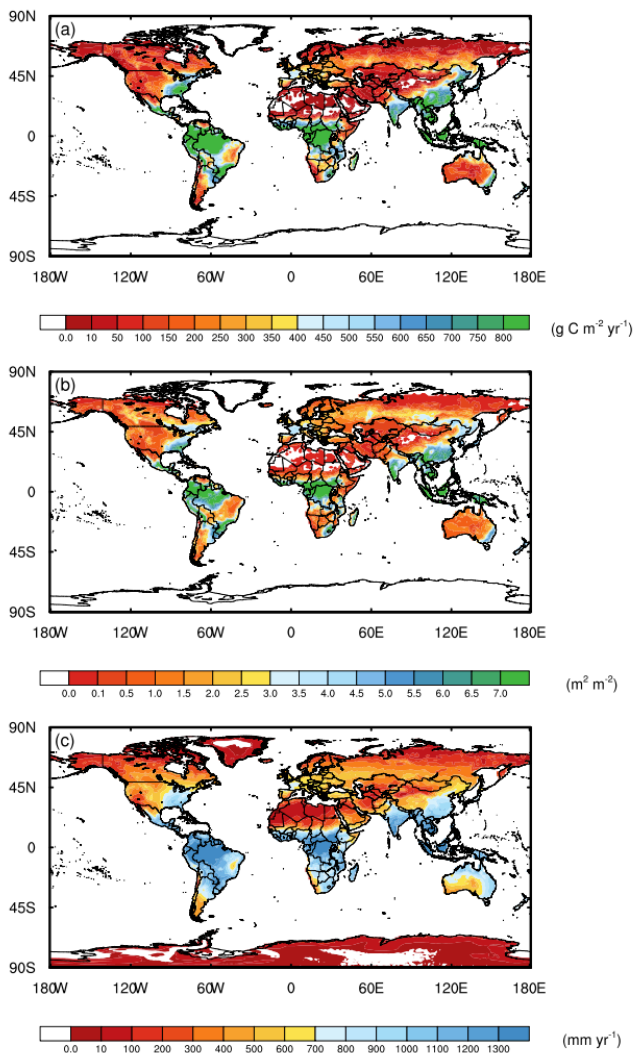 90N
(a)
45N
0
45S
90S
180W 120W 60W 0 60E 120E 180E
0.0 10 50 100 150 250 350 400 450 550 600 650 700 750 800
(g C m⁻² yr⁻¹)
90N
(b)
45N
0
45S
90S
180W 120W 60W 0 60E 120E 180E
0.0 0.1 0.5 1.0 1.5 2.0 2.5 3.0 3.5 4.0 4.5 5.0 5.5 6.0 6.5 7.0
(m² m⁻²)
90N
(c)
45N
0
45S
90S
180W 120W 60W 0 60E 120E 180E
0.0 10 100 200 300 400 500 600 700 800 900 1000 1100 1200 1300
(mm yr⁻¹)